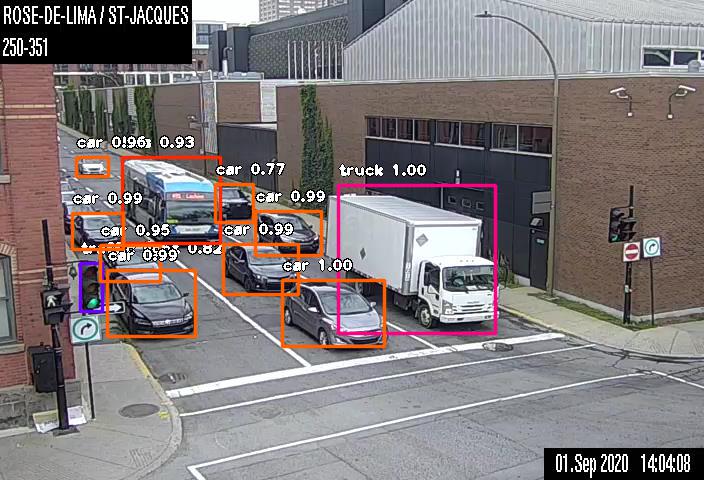 ROSE-DE-LIMA / ST-JACQUES
250-351
car 0.96
0.93
car 0.77
truck 1.00
car 0.99
car 0.99
car 0.95
car 0.99
0.82
car 0.99
car 1.00
01.Sep 2020 14:04:08